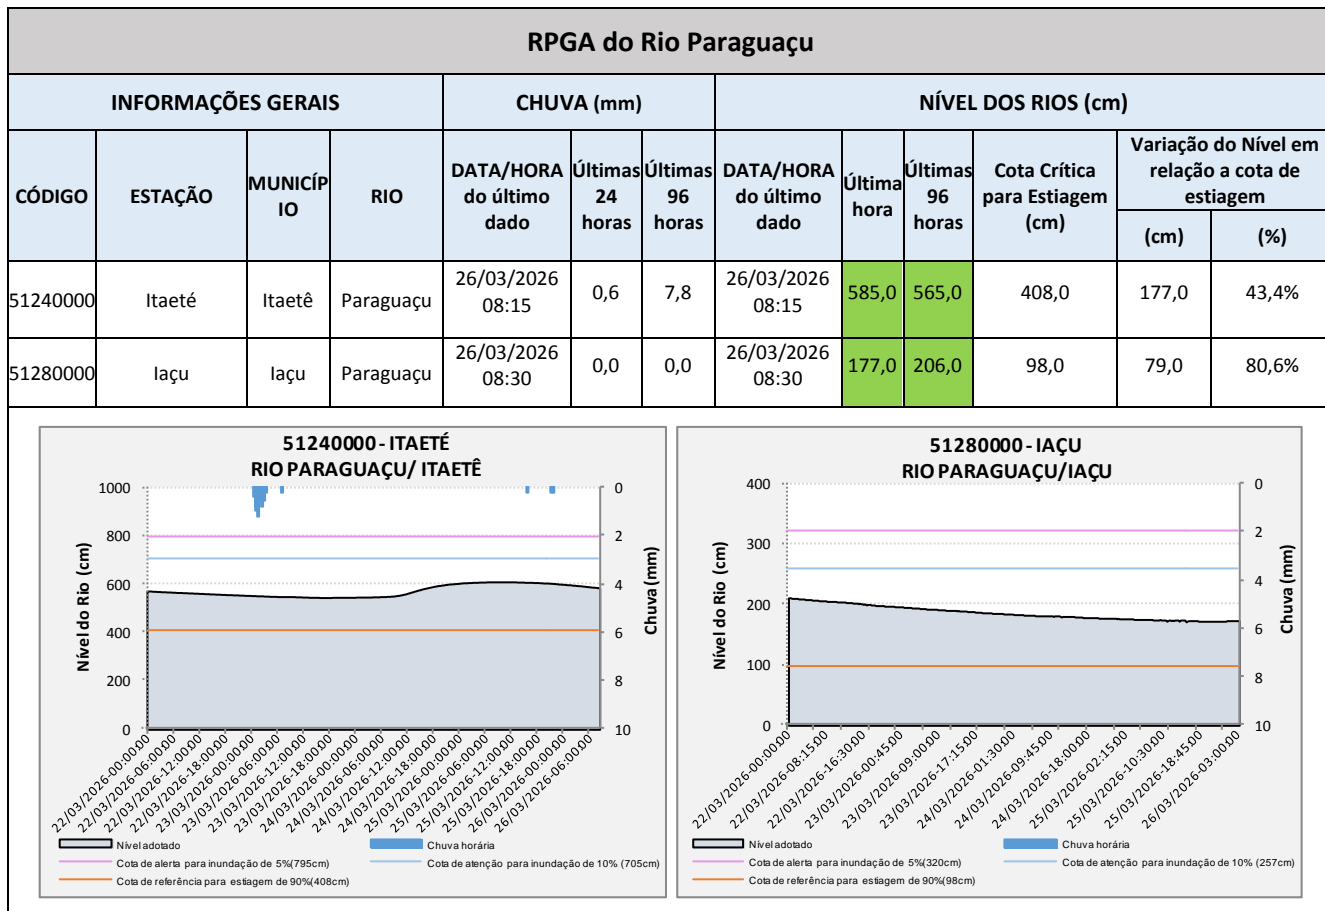 RPGA do Rio Paraguaçu
INFORMAÇÕES GERAIS
CHUVA (mm)
NÍVEL DOS RIOS (cm)
CÓDIGO
ESTAÇÃO
MUNICÍP
IO
RIO
DATA/HORA
do último
dado
Últimas
24
horas
Últimas
96
horas
DATA/HORA
do último
dado
Última
hora
Últimas
96
horas
Cota Crítica
para Estiagem
(cm)
Variação do Nível em
relação a cota de
estiagem
(cm)
(%)
51240000 Itaeté Itaetê Paraguaçu 26/03/2026 08:15 0,6 7,8 26/03/2026 08:15 585,0 565,0 408,0 177,0 43,4%
51280000 Iaçu Iaçu Paraguaçu 26/03/2026 08:30 0,0 0,0 26/03/2026 08:30 177,0 206,0 98,0 79,0 80,6%
51240000 - ITAETÉ
RIO PARAGUAÇU/ ITAETÊ
Nível do Rio (cm)
1000
800
600
400
200
0
Chuva (mm)
0
2
4
6
8
10
22/03/2026-00:00:00
22/03/2026-06:00:00
22/03/2026-12:00:00
22/03/2026-18:00:00
23/03/2026-00:00:00
23/03/2026-06:00:00
23/03/2026-12:00:00
23/03/2026-18:00:00
24/03/2026-00:00:00
24/03/2026-06:00:00
24/03/2026-12:00:00
24/03/2026-18:00:00
25/03/2026-00:00:00
25/03/2026-06:00:00
25/03/2026-12:00:00
25/03/2026-18:00:00
26/03/2026-00:00:00
26/03/2026-06:00:00
Nível adotado
Chuva horária
Cota de alerta para inundação de 5%(795cm)
Cota de atenção para inundação de 10% (705cm)
Cota de referência para estiagem de 90%(408cm)
51280000 - IAÇU
RIO PARAGUAÇU/IAÇU
Nível do Rio (cm)
400
300
200
100
0
Chuva (mm)
0
2
4
6
8
10
22/03/2026-00:00:00
22/03/2026-08:15:00
22/03/2026-16:30:00
23/03/2026-00:45:00
23/03/2026-09:00:00
23/03/2026-17:15:00
24/03/2026-01:30:00
24/03/2026-09:45:00
24/03/2026-18:00:00
25/03/2026-02:15:00
25/03/2026-10:30:00
25/03/2026-18:45:00
26/03/2026-03:00:00
Nível adotado
Chuva horária
Cota de alerta para inundação de 5%(320cm)
Cota de atenção para inundação de 10% (257cm)
Cota de referência para estiagem de 90%(98cm)